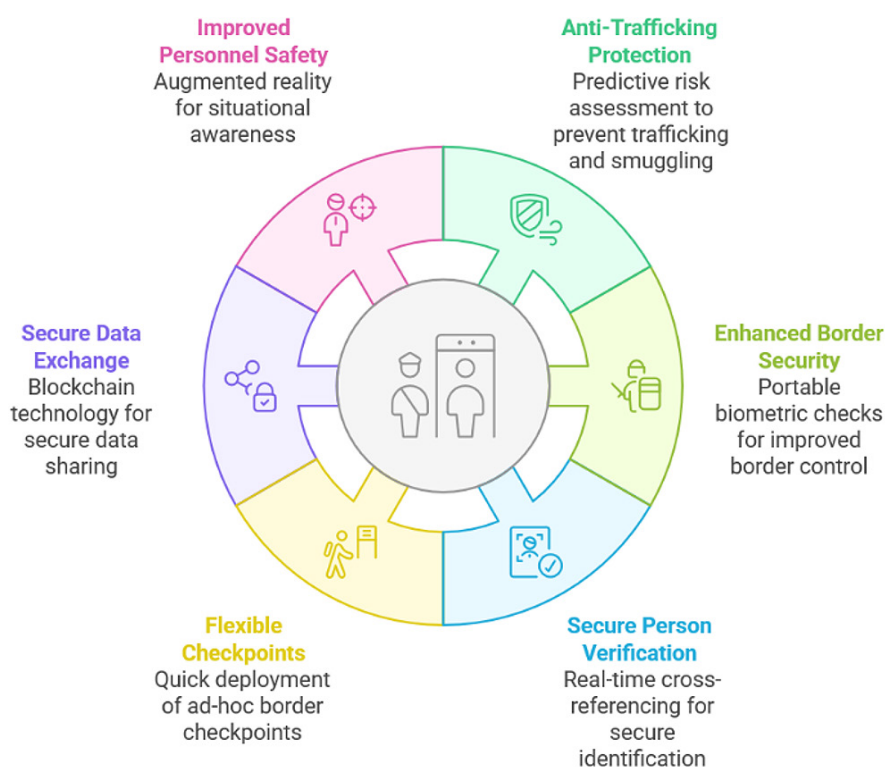 Improved
Personnel Safety
Augmented reality
for situational
awareness
Anti-Trafficking
Protection
Predictive risk
assessment to
prevent trafficking
and smuggling
Secure Data
Exchange
Blockchain
technology for
secure data
sharing
Enhanced Border
Security
Portable
biometric checks
for improved
border control
Flexible
Checkpoints
Quick deployment
of ad-hoc border
checkpoints
Secure Person
Verification
Real-time cross-
referencing for
secure
identification